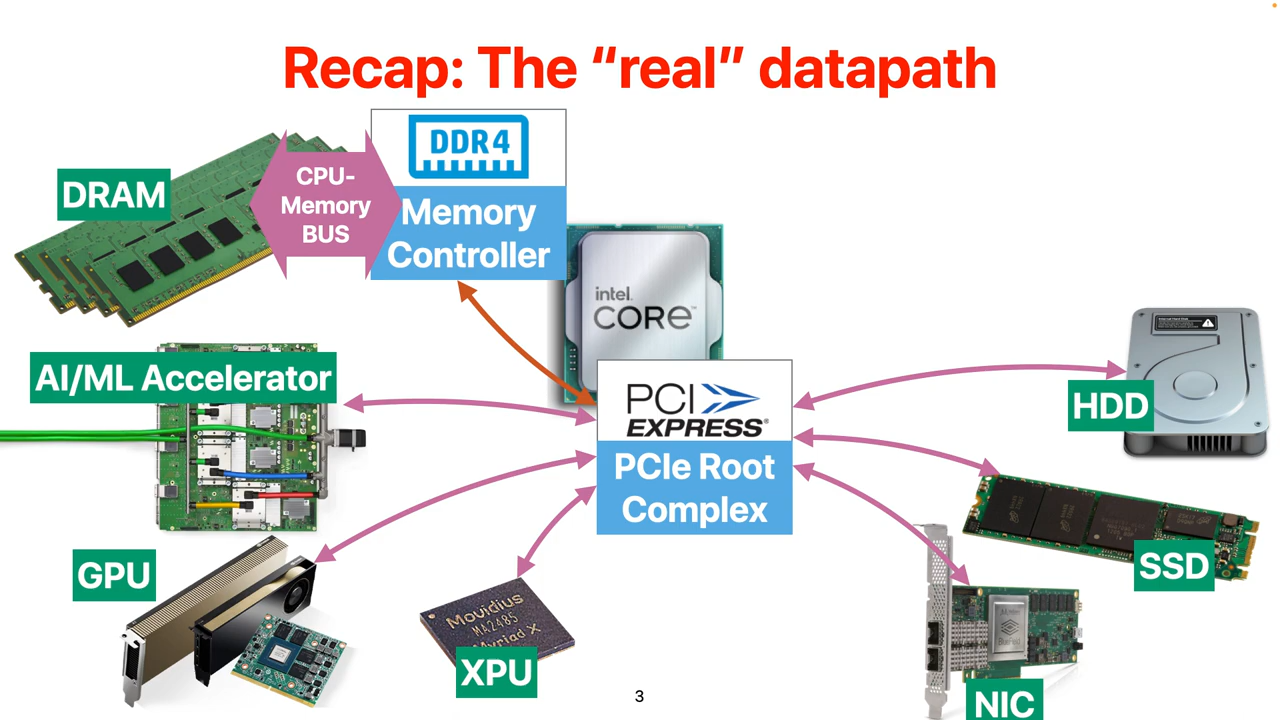 Recap: The “real” datapath
DDR4
DRAM
CPU-
Memory
BUS
Memory
Controller
intel.
CORE™
AI/ML Accelerator
PCI
EXPRESS®
PCIe Root
Complex
HDD
GPU
Movidius
MA2485
Myriad X
XPU
SSD
NIC
3